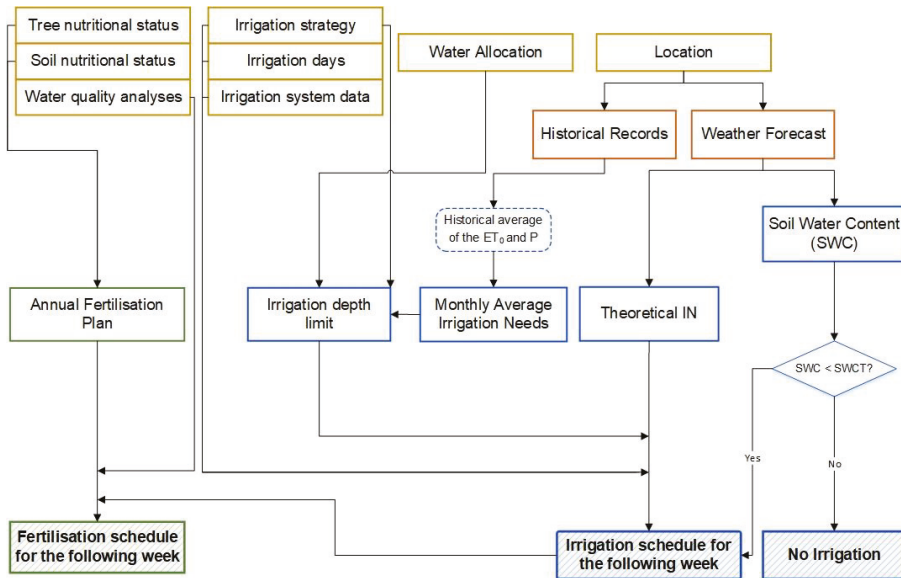 Tree nutritional status
Soil nutritional status
Water quality analyses
Irrigation strategy
Irrigation days
Irrigation system data
Water Allocation
Location
Historical Records
Weather Forecast
Historical average
of the ET₀ and P
Soil Water Content
(SWC)
Annual Fertilisation
Plan
Irrigation depth
limit
Monthly Average
Irrigation Needs
Theoretical IN
SWC < SWCT?
Yes
No
Fertilisation schedule
for the following week
Irrigation schedule for
the following week
No Irrigation